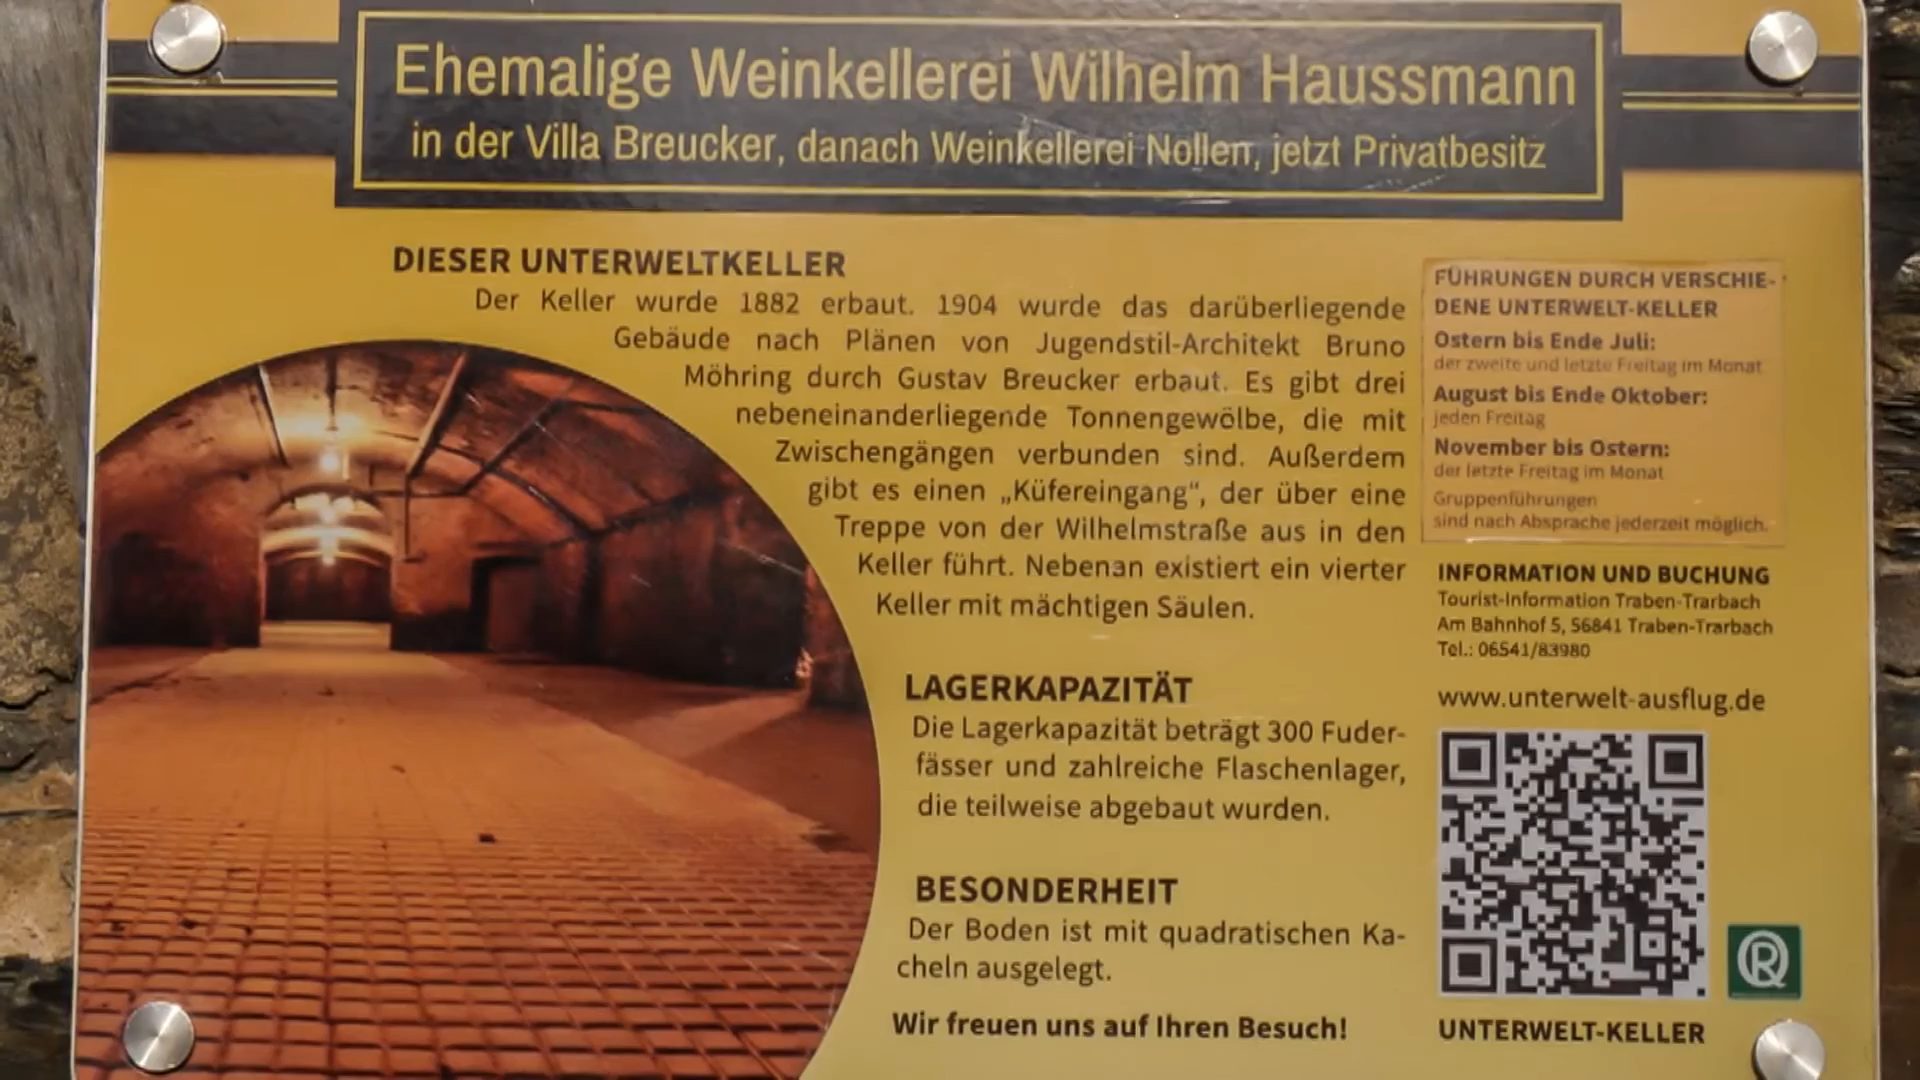 Ehemalige Weinkellerei Wilhelm Haussmann
in der Villa Breucker, danach Weinkellerei Nollen, jetzt Privatbesitz
DIESER UNTERWELTKELLER
Der Keller wurde 1882 erbaut. 1904 wurde das darüberliegende
Gebäude nach Plänen von Jugendstil-Architekt Bruno
Möhring durch Gustav Breucker erbaut. Es gibt drei
nebeneinanderliegende Tonnengewölbe, die mit
Zwischengängen verbunden sind. Außerdem
gibt es einen „Küfereingang“, der über eine
Treppe von der Wilhelmstraße aus in den
Keller führt. Nebenan existiert ein vierter
Keller mit mächtigen Säulen.
LAGERKAPAZITÄT
Die Lagerkapazität beträgt 300 Fuder-
fässer und zahlreiche Flaschenlager,
die teilweise abgebaut wurden.
BESONDERHEIT
Der Boden ist mit quadratischen Ka-
cheln ausgelegt.
Wir freuen uns auf Ihren Besuch!
FÜHRUNGEN DURCH VERSCHIE-
DENE UNTERWELT-KELLER
Ostern bis Ende Juli:
der zweite und letzte Freitag im Monat
August bis Ende Oktober:
jeden Freitag
November bis Ostern:
der letzte Freitag im Monat
Gruppenführungen
sind nach Absprache jederzeit möglich.
INFORMATION UND BUCHUNG
Tourist-Information Traben-Trarbach
Am Bahnhof 5, 56841 Traben-Trarbach
Tel.: 06541/83980
www.unterwelt-ausflug.de
UNTERWELT-KELLER